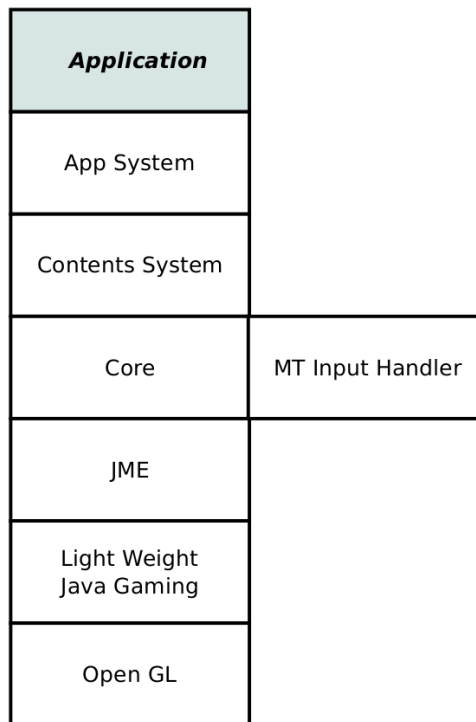 Application
App System
Contents System
Core
MT Input Handler
JME
Light Weight
Java Gaming
Open GL